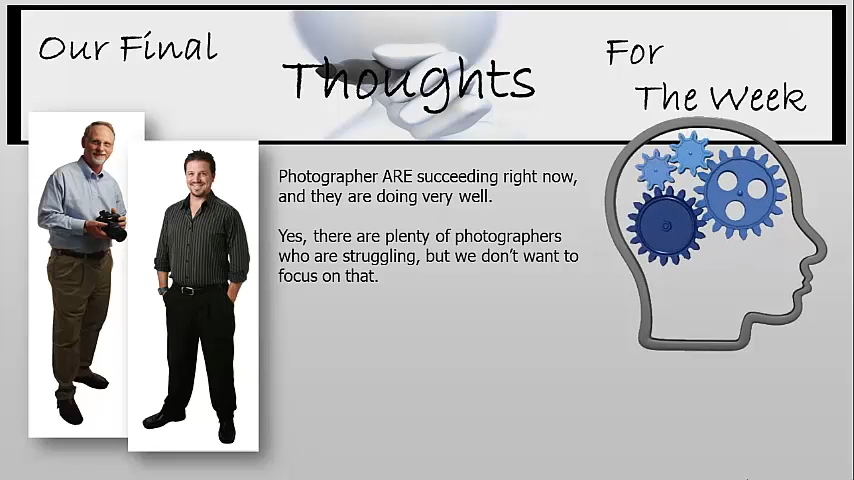 Our Final
Thoughts
For
The Week
Photographer ARE succeeding right now,
and they are doing very well.
Yes, there are plenty of photographers
who are struggling, but we don't want to
focus on that.